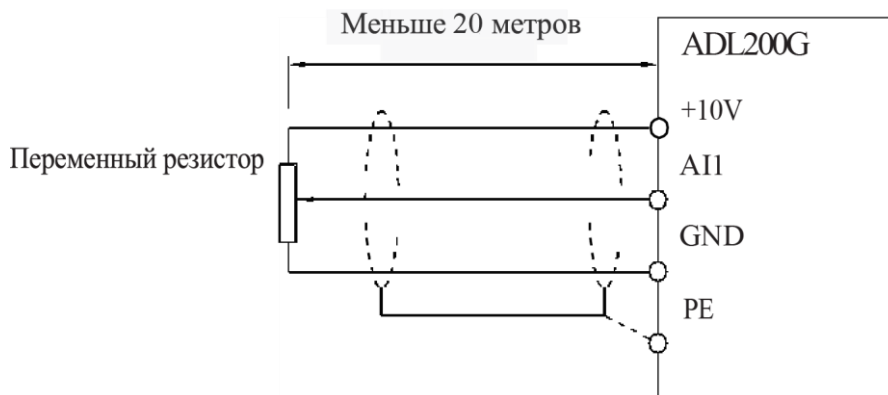 Меньше 20 метров
ADL200G
+10V
Переменный резистор
AI1
GND
PE